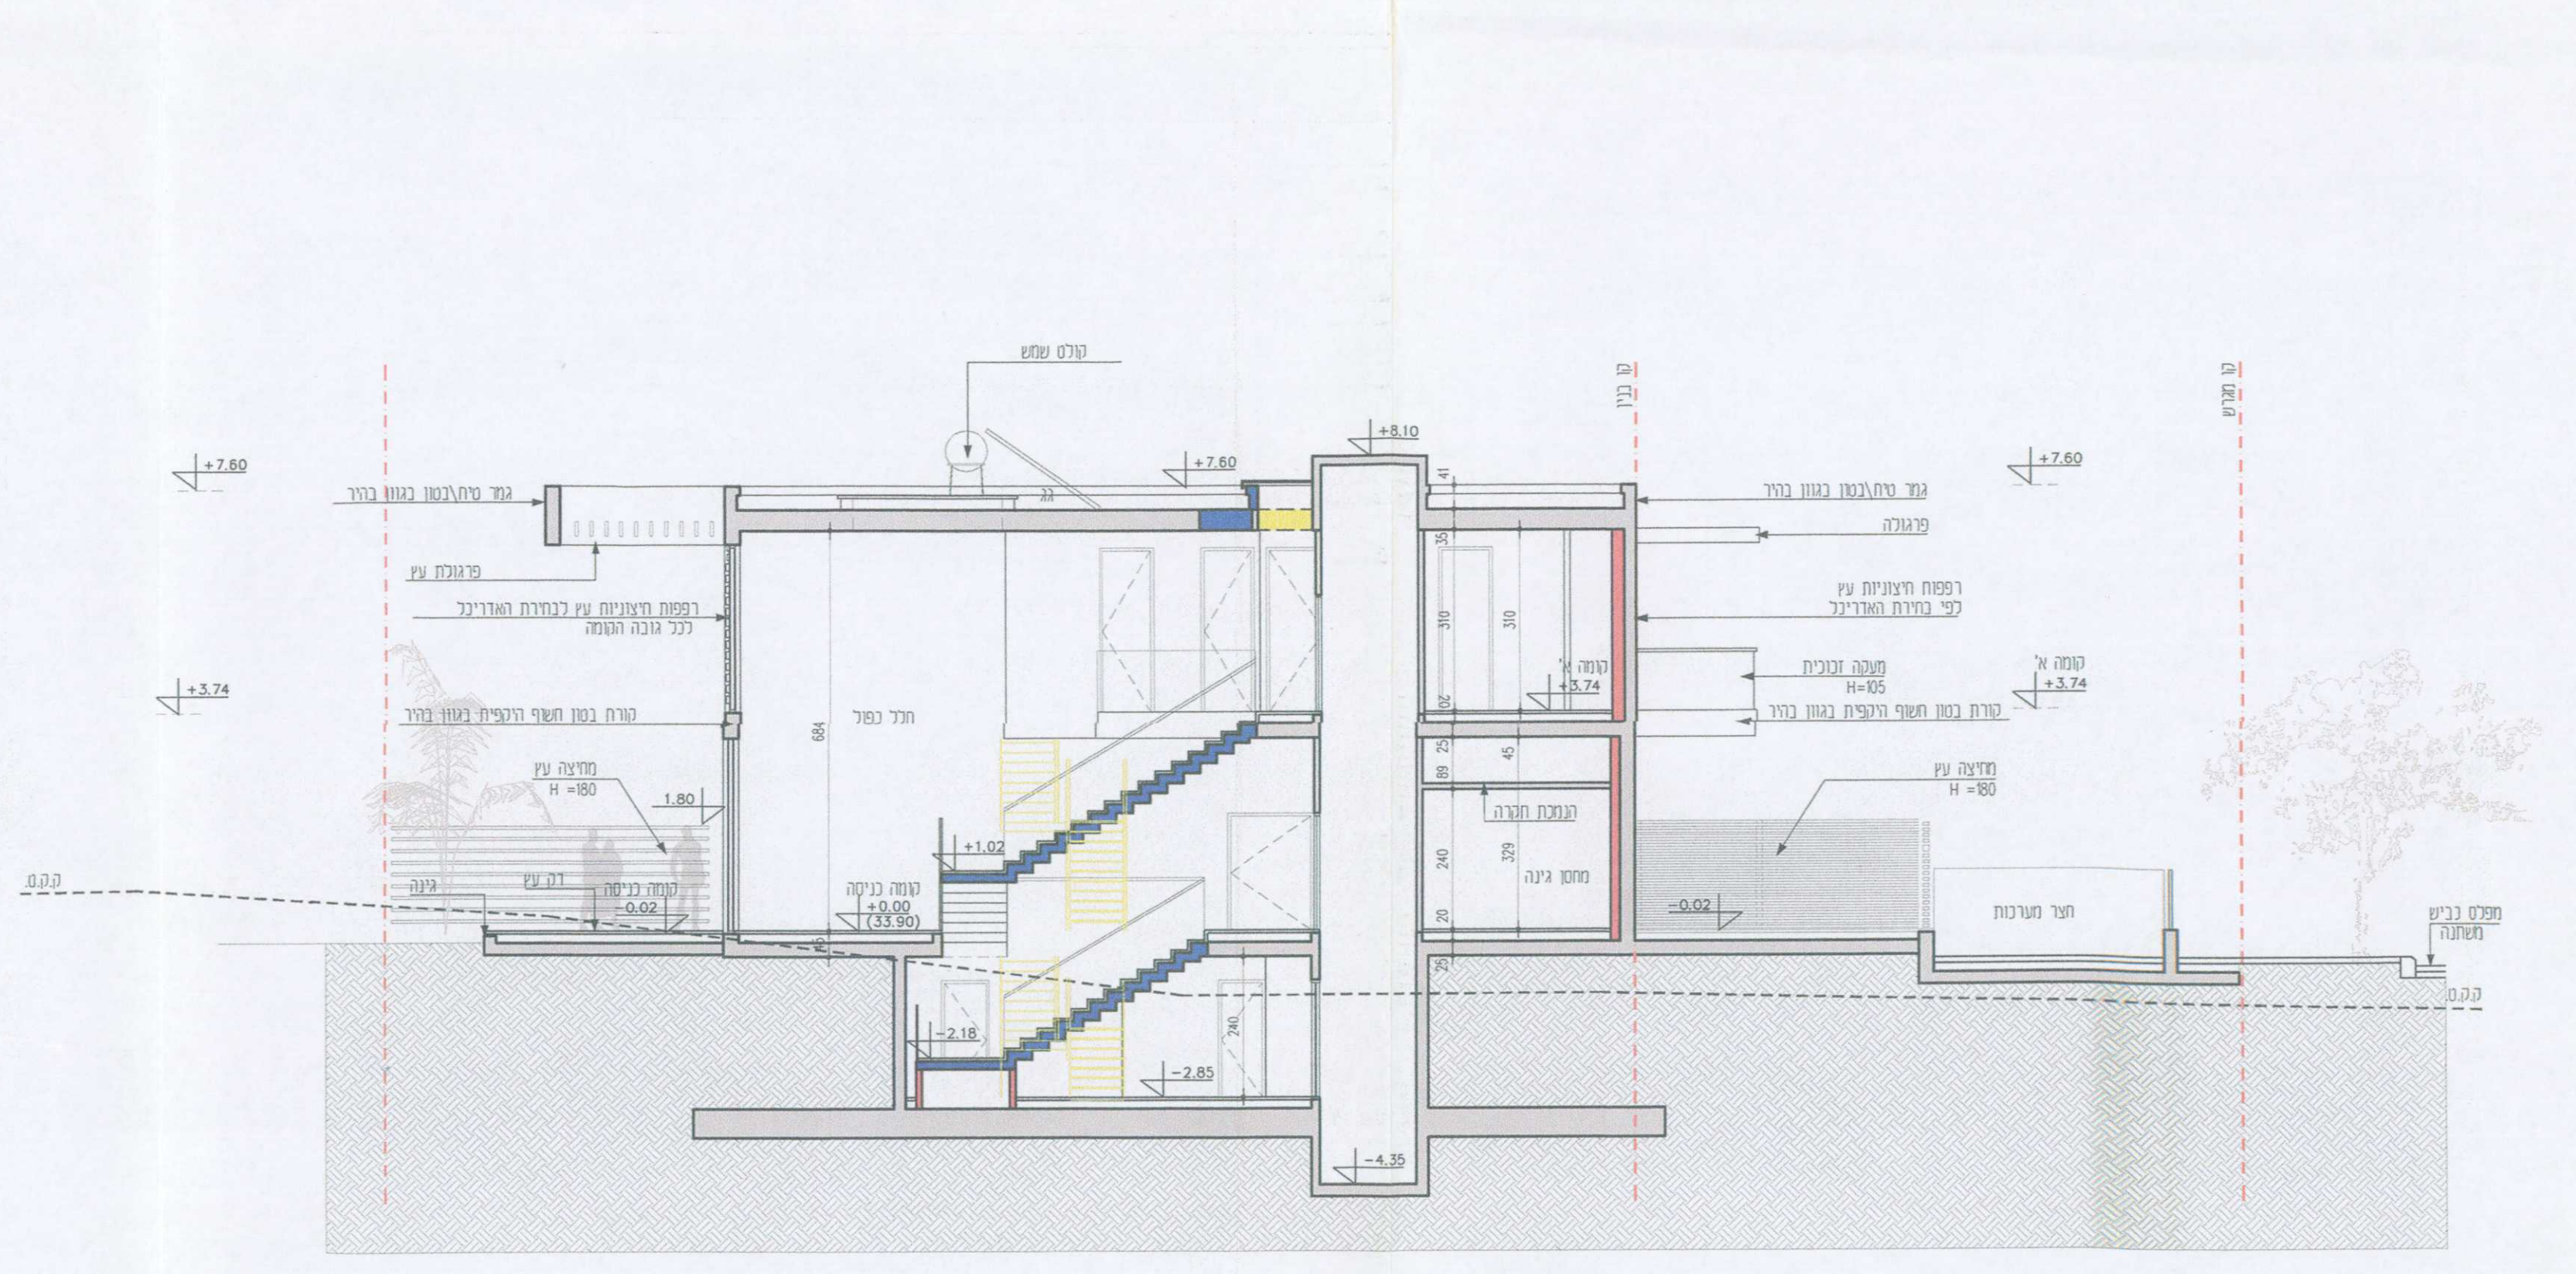 קולט שמש
קו בנין
קו מגרש
+8.10
+7.60
+7.60
+7.60
גג
41
גמר טיח\בטון בגוון בהיר
גמר טיח\בטון בגוון בהיר
פרגולה
פרגולת עץ
35
רפפות חיצוניות עץ לבחירת האדריכל
לכל גובה הקומה
רפפות חיצוניות עץ
לפי בחירת האדריכל
310
310
קומה א'
+3.74
קומה א'
+3.74
+3.74
מעקה זכוכית
H=105
20
קורת בטון חשוף היקפית בגוון בהיר
קורת בטון חשוף היקפית בגוון בהיר
חלל כפול
684
25
45
89
מחיצה עץ
H =180
מחיצה עץ
H =180
1.80
הנמכת תקרה
+1.02
240
329
מחסן גינה
ק.ק.ט.
גינה
דק עץ
קומה כניסה
-0.02
קומה כניסה
+0.00
(33.90)
20
-0.02
חצר מערכות
מפלס כביש
משתנה
45
25
ק.ק.ט.
-2.18
240
-2.85
-4.35